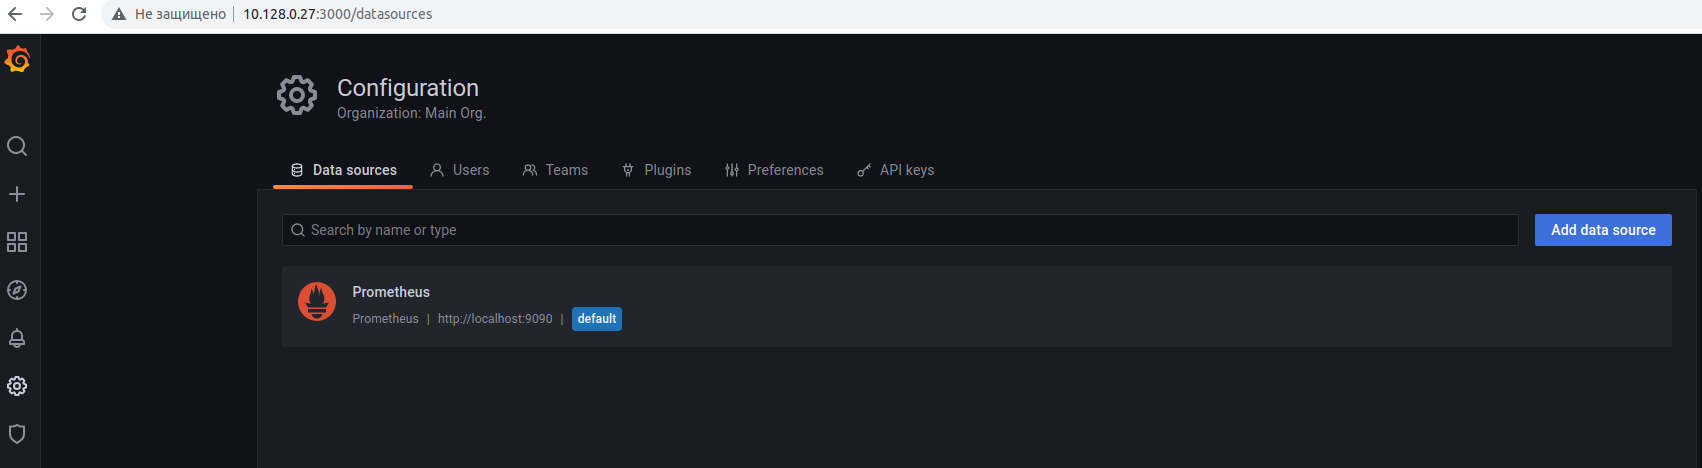 Не защищено | 10.128.0.27:3000/datasources
Configuration
Organization: Main Org.
Data sources Users Teams Plugins Preferences API keys
Search by name or type Add data source
Prometheus
Prometheus | http://localhost:9090 | default